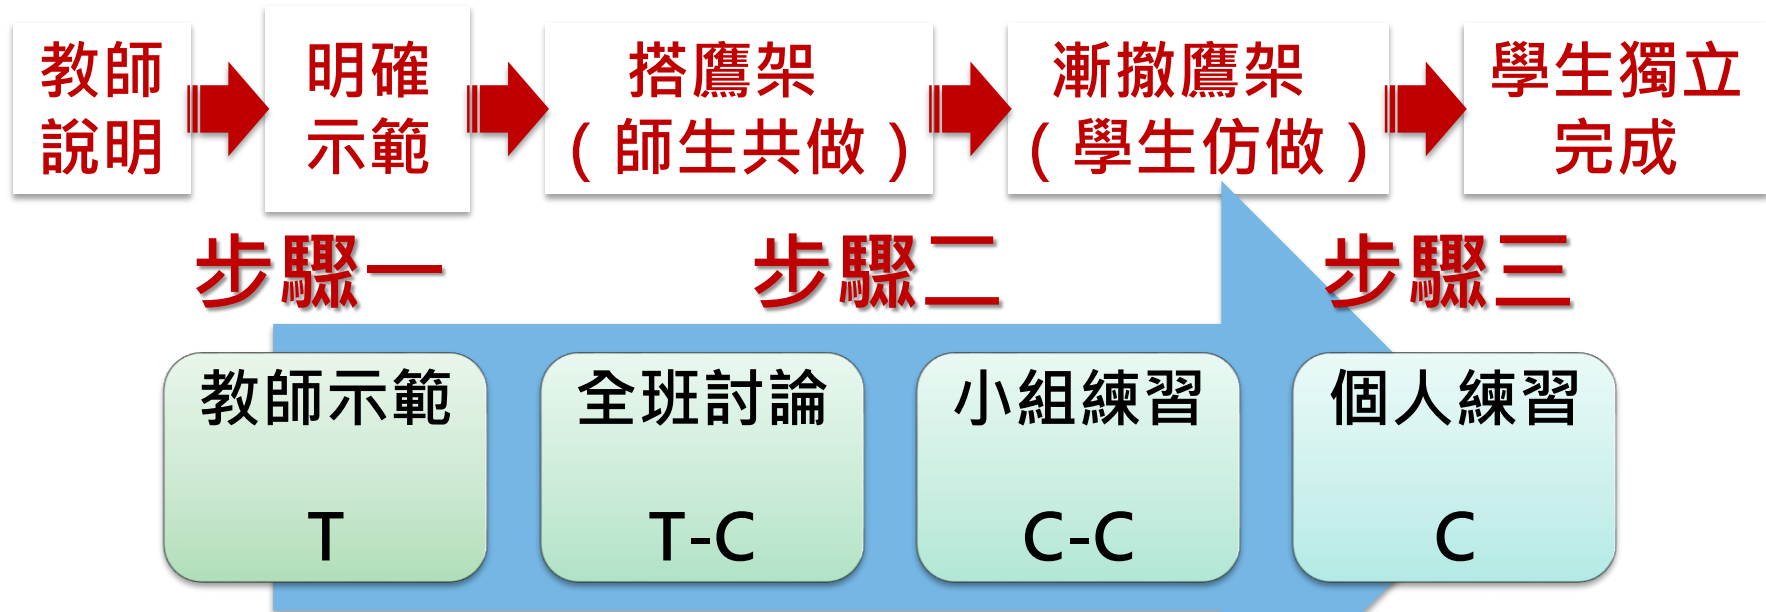 教師
說明
明確
示範
搭鷹架
（師生共做）
漸撤鷹架
（學生仿做）
學生獨立
完成
步驟一
步驟二
步驟三
教師示範
T
全班討論
T-C
小組練習
C-C
個人練習
C